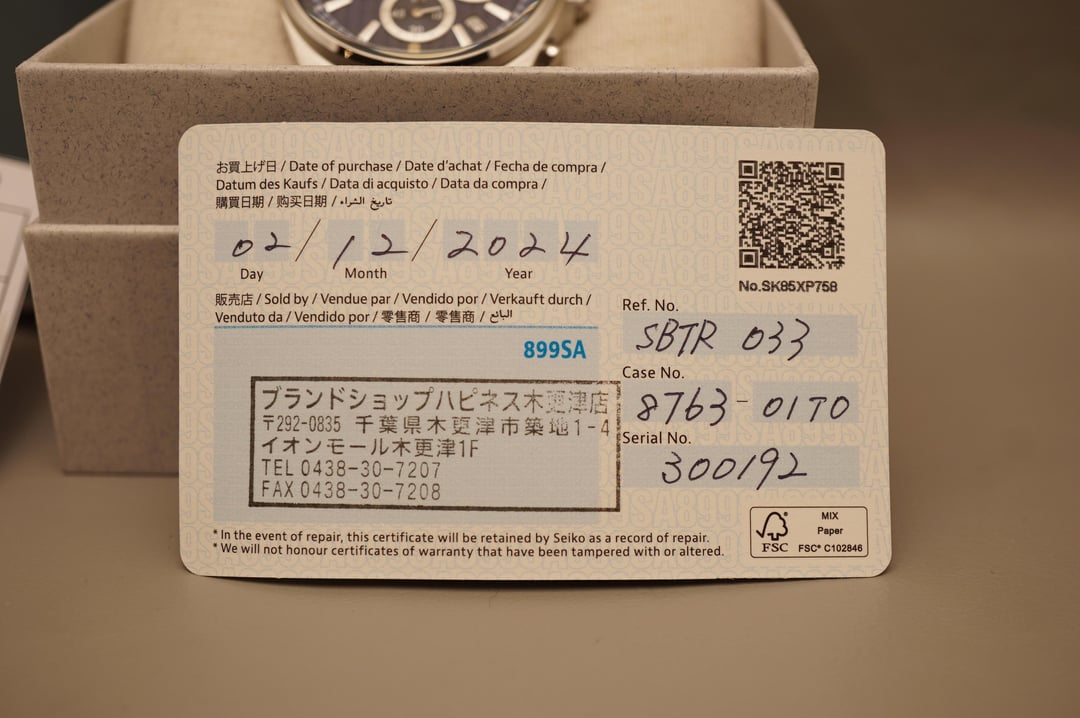 お買上げ日 / Date of purchase / Date d'achat / Fecha de compra /
Datum des Kaufs / Data di acquisto / Data da compra /
購買日期 / 购买日期 / تاريخ الشراء
02 / 12 / 2024
Day Month Year
販売店 / Sold by / Vendue par / Vendido por / Verkauft durch /
Venduto da / Vendido por / 零售商 / 零售商 / البائع
899SA
ブランドショップハピネス木更津店
〒292-0835 千葉県木更津市築地1-4
イオンモール木更津1F
TEL 0438-30-7207
FAX 0438-30-7208
No.SK85XP758
Ref. No.
SBTR 033
Case No.
8763 - 01T0
Serial No.
300192
* In the event of repair, this certificate will be retained by Seiko as a record of repair.
* We will not honour certificates of warranty that have been tampered with or altered.
FSC
MIX
Paper
FSC® C102846